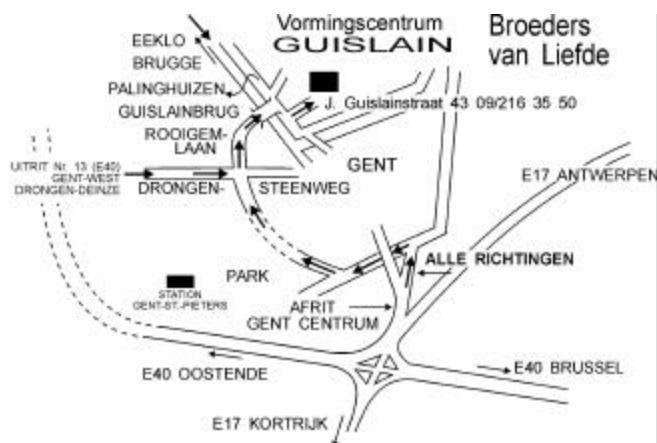 Vormingscentrum
GUISLAIN
Broeders
van Liefde
EEKLO
BRUGGE
PALINGHUIZEN
GUISLAINBRUG
J. Guislainstraat 43 09/216 35 50
ROOIGEM-
LAAN
GENT
UITRIT Nr. 13 (E40)
GENT-WEST
DRONGEN-DEINZE
DRONGEN-
STEENWEG
E17 ANTWERPEN
ALLE RICHTINGEN
PARK
STATION
GENT-ST.-PIETERS
AFRIT
GENT CENTRUM
E40 OOSTENDE
E40 BRUSSEL
E17 KORTRIJK